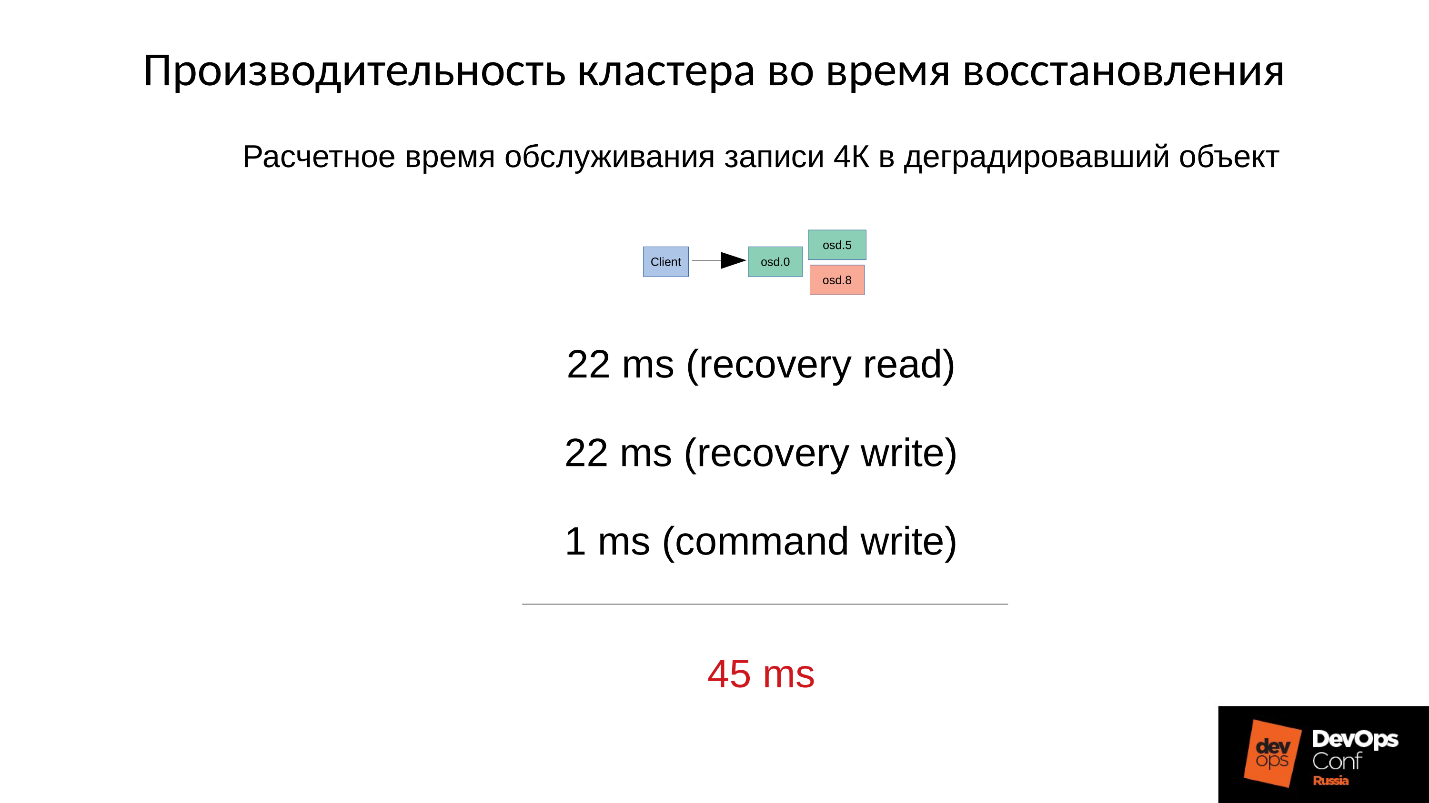 Производительность кластера во время восстановления
Расчетное время обслуживания записи 4К в деградировавший объект
Client
osd.0
osd.5
osd.8
22 ms (recovery read)
22 ms (recovery write)
1 ms (command write)
45 ms
dev
ops
DevOps
Conf
Russia